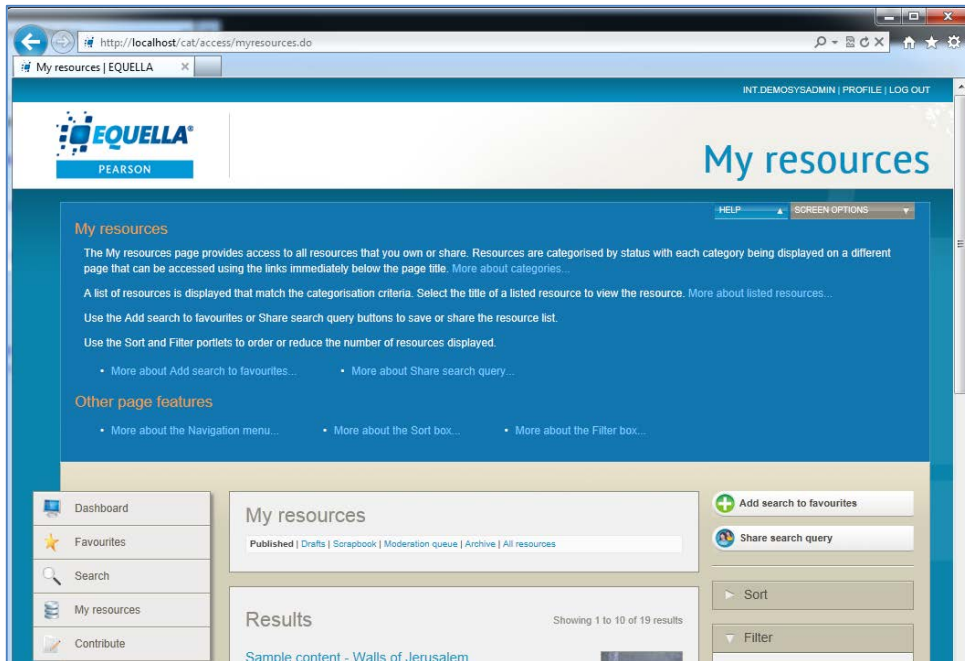 http://localhost/cat/access/myresources.do
My resources | EQUELLA
INT.DEMOSYSADMIN | PROFILE | LOG OUT
EQUELLA®
PEARSON
My resources
HELP
SCREEN OPTIONS
My resources
The My resources page provides access to all resources that you own or share. Resources are categorised by status with each category being displayed on a different
page that can be accessed using the links immediately below the page title. More about categories...
A list of resources is displayed that match the categorisation criteria. Select the title of a listed resource to view the resource. More about listed resources...
Use the Add search to favourites or Share search query buttons to save or share the resource list.
Use the Sort and Filter portlets to order or reduce the number of resources displayed.
• More about Add search to favourites... • More about Share search query...
Other page features
• More about the Navigation menu... • More about the Sort box... • More about the Filter box...
Dashboard
Favourites
Search
My resources
Contribute
My resources
Published | Drafts | Scrapbook | Moderation queue | Archive | All resources
Results
Showing 1 to 10 of 19 results
Sample content - Walls of Jerusalem
Add search to favourites
Share search query
Sort
Filter